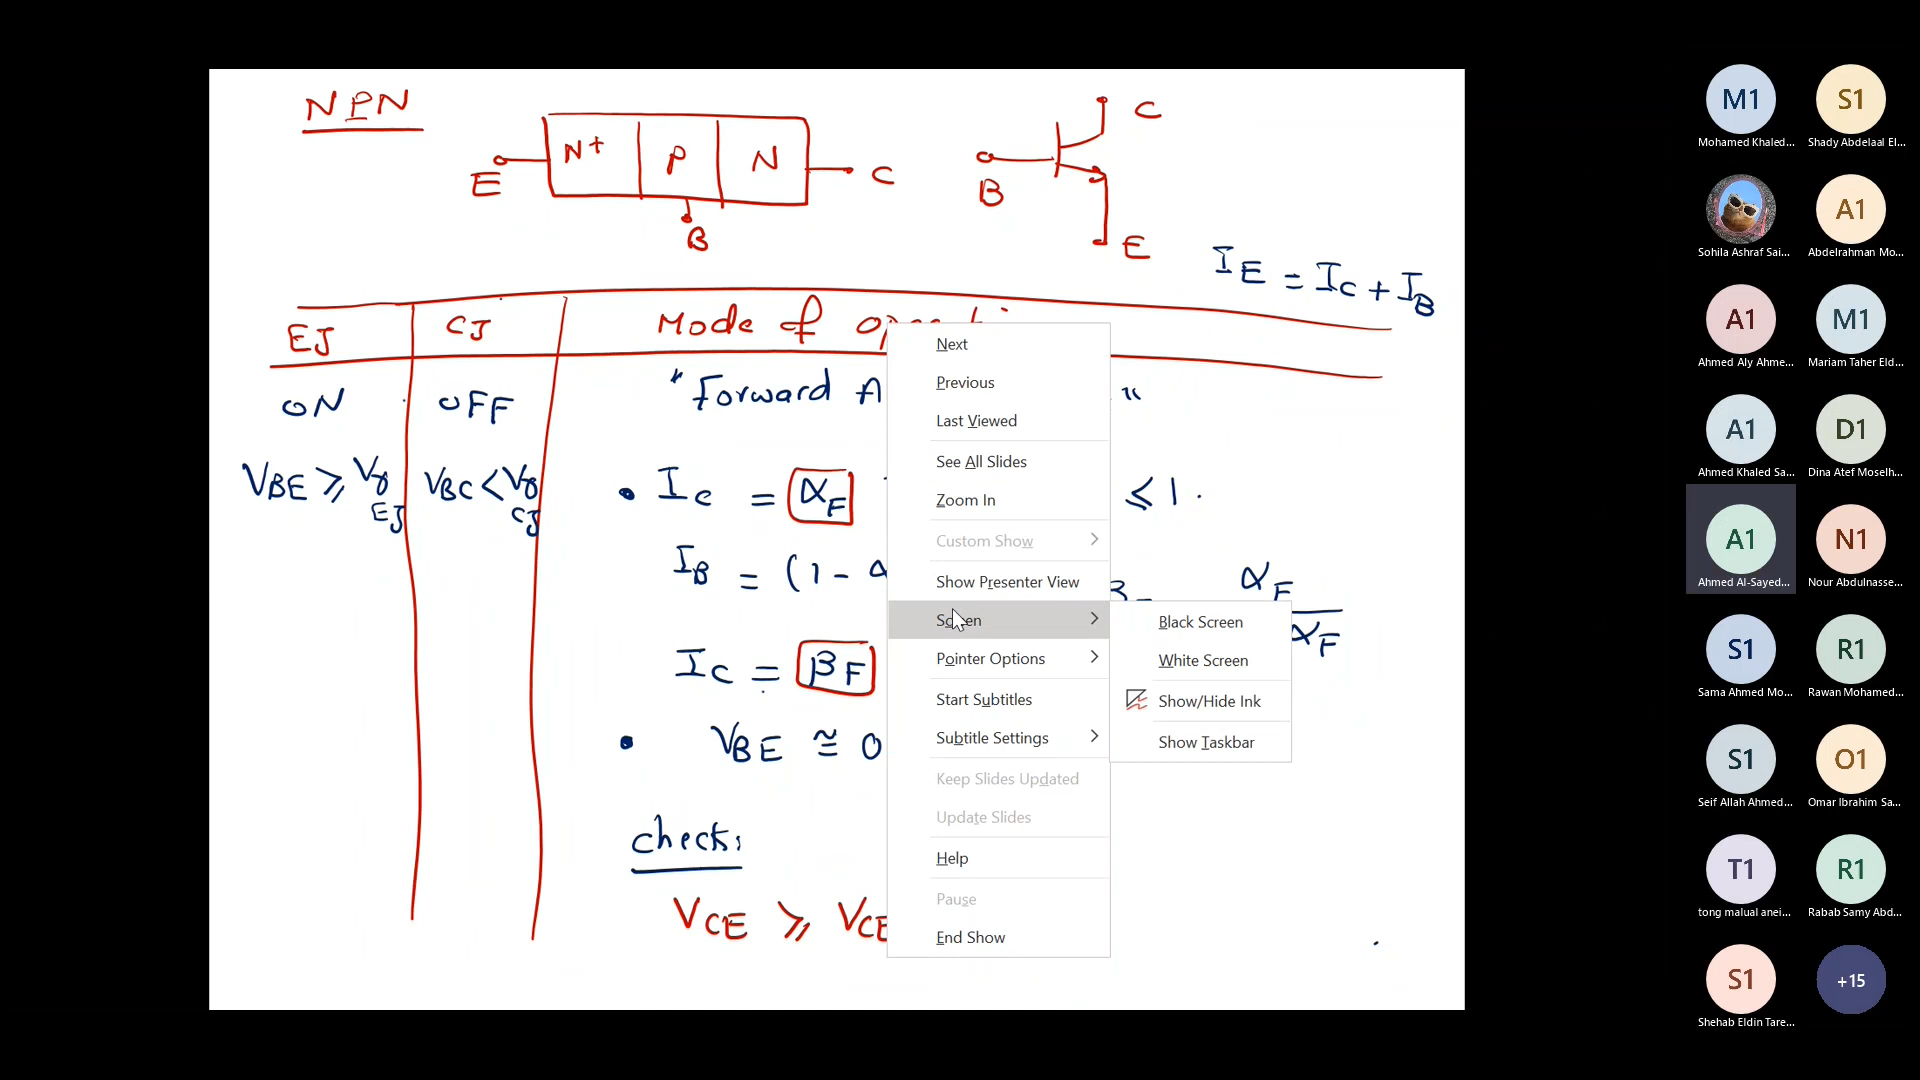 NPN
N+ P N
E
C
B
C
B
E
IE = IC + IB
EJ CJ Mode of
ON OFF "Forward A "
VBE ⩾ Vγ EJ VBC < Vγ CJ
• IC = αF ⩽ 1.
IB = (1 - α
αF
αF
IC = βF
• VBE ≅ 0
check:
VCE ⩾ VCE
Next
Previous
Last Viewed
See All Slides
Zoom In
Custom Show
Show Presenter View
Screen
Pointer Options
Start Subtitles
Subtitle Settings
Keep Slides Updated
Update Slides
Help
Pause
End Show
Black Screen
White Screen
Show/Hide Ink
Show Taskbar
M1 S1
Mohamed Khaled... Shady Abdelaal El...
A1
Sohila Ashraf Sai... Abdelrahman Mo...
A1 M1
Ahmed Aly Ahme... Mariam Taher Eld...
A1 D1
Ahmed Khaled Sa... Dina Atef Moselh...
A1 N1
Ahmed Al-Sayed... Nour Abdulnasse...
S1 R1
Sama Ahmed Mo... Rawan Mohamed...
S1 O1
Seif Allah Ahmed... Omar Ibrahim Sa...
T1 R1
tong malual anei... Rabab Samy Abd...
S1 +15
Shehab Eldin Tare...